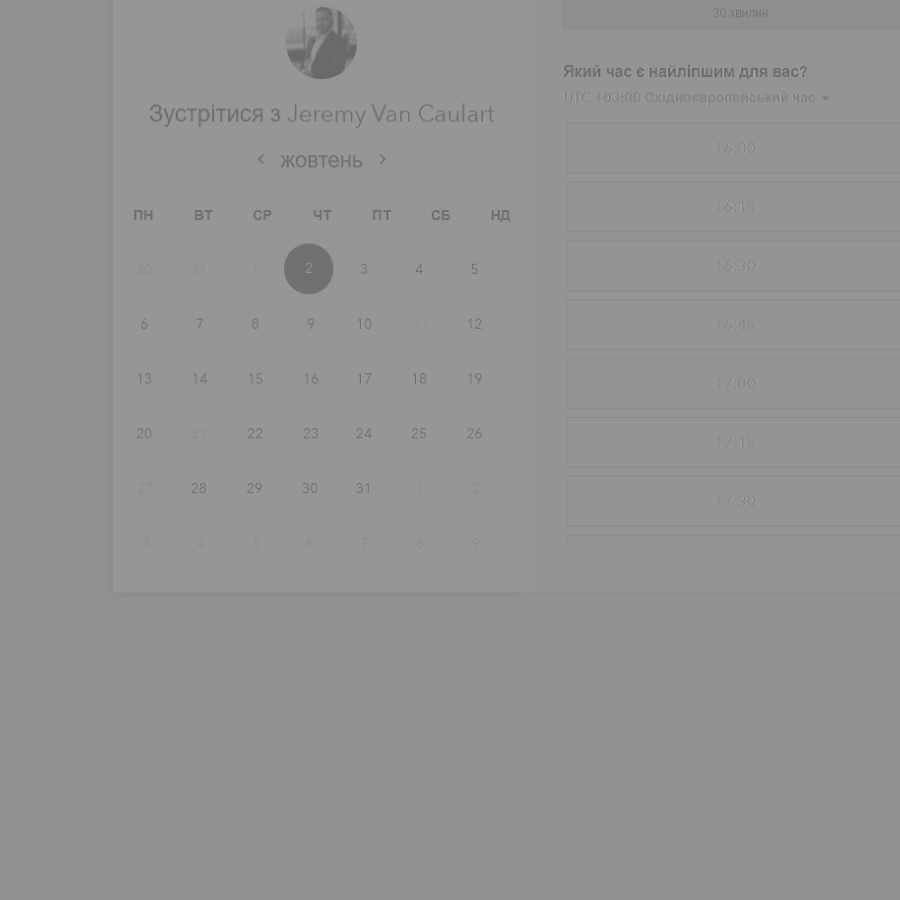 Зустрітися з Jeremy Van Caulart
жовтень
ПН ВТ СР ЧТ ПТ СБ НД
30 31 1 2 3 4 5
6 7 8 9 10 11 12
13 14 15 16 17 18 19
20 21 22 23 24 25 26
27 28 29 30 31 1 2
3 4 5 6 7 8 9
30 хвилин
Який час є найліпшим для вас?
UTC +03:00 Східноєвропейський час
16:00
16:15
16:30
16:45
17:00
17:15
17:30